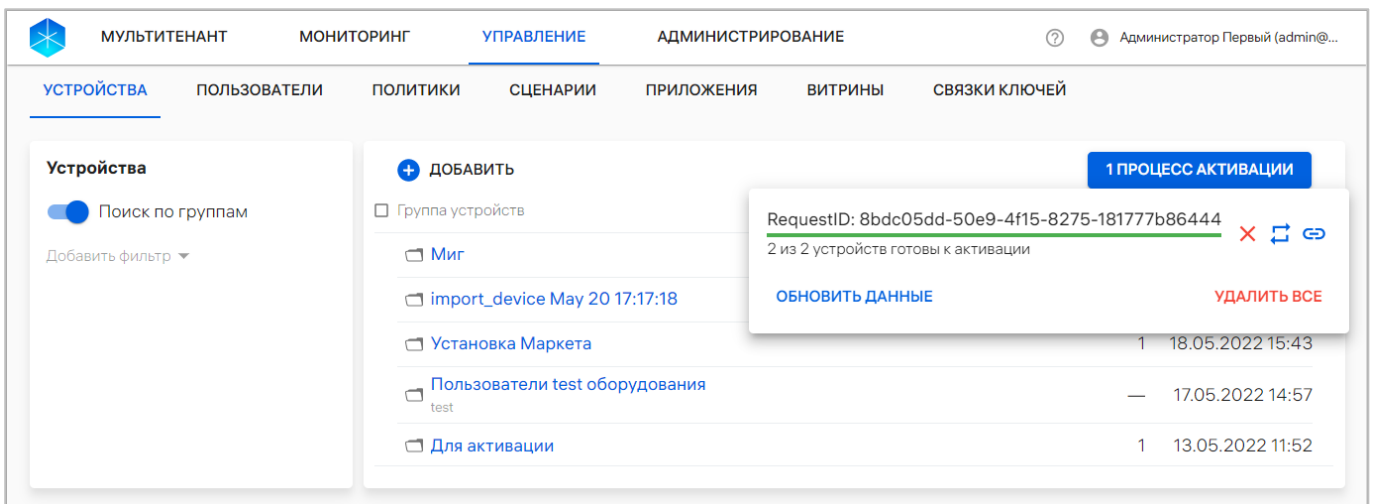 МУЛЬТИТЕНАНТ МОНИТОРИНГ УПРАВЛЕНИЕ АДМИНИСТРИРОВАНИЕ Администратор Первый (admin@...
УСТРОЙСТВА ПОЛЬЗОВАТЕЛИ ПОЛИТИКИ СЦЕНАРИИ ПРИЛОЖЕНИЯ ВИТРИНЫ СВЯЗКИ КЛЮЧЕЙ
Устройства
Поиск по группам
Добавить фильтр
ДОБАВИТЬ
1 ПРОЦЕСС АКТИВАЦИИ
Группа устройств
RequestID: 8bdc05dd-50e9-4f15-8275-181777b86444
2 из 2 устройств готовы к активации
ОБНОВИТЬ ДАННЫЕ УДАЛИТЬ ВСЕ
Миг
import_device May 20 17:17:18
Установка Маркета 1 18.05.2022 15:43
Пользователи test оборудования — 17.05.2022 14:57
test
Для активации 1 13.05.2022 11:52